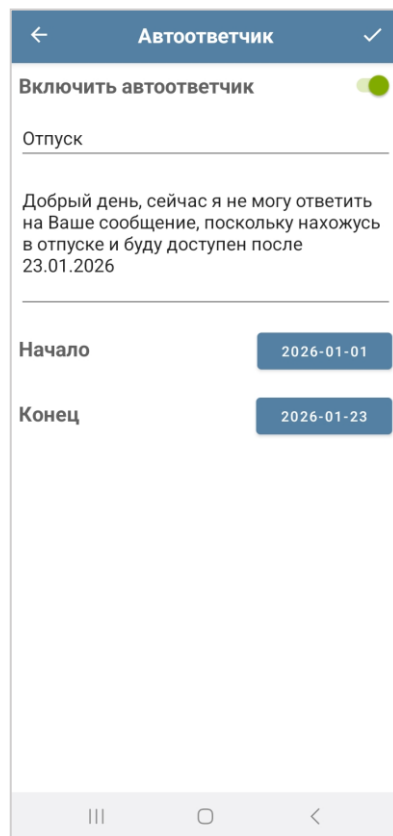 Автоответчик
Включить автоответчик
Отпуск
Добрый день, сейчас я не могу ответить
на Ваше сообщение, поскольку нахожусь
в отпуске и буду доступен после
23.01.2026
Начало
2026-01-01
Конец
2026-01-23